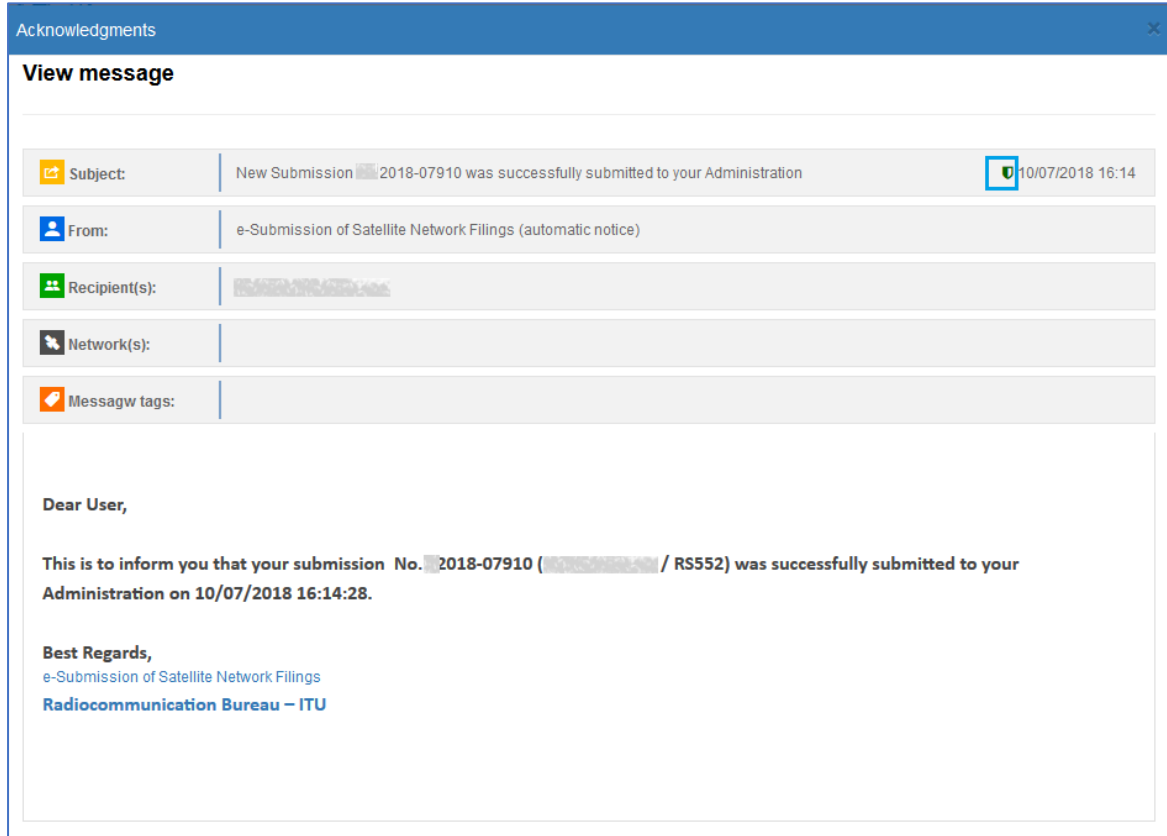 Acknowledgments
View message
Subject: New Submission 2018-07910 was successfully submitted to your Administration 10/07/2018 16:14
From: e-Submission of Satellite Network Filings (automatic notice)
Recipient(s):
Network(s):
Messagw tags:
Dear User,
This is to inform you that your submission No. 2018-07910 ( / RS552) was successfully submitted to your
Administration on 10/07/2018 16:14:28.
Best Regards,
e-Submission of Satellite Network Filings
Radiocommunication Bureau – ITU